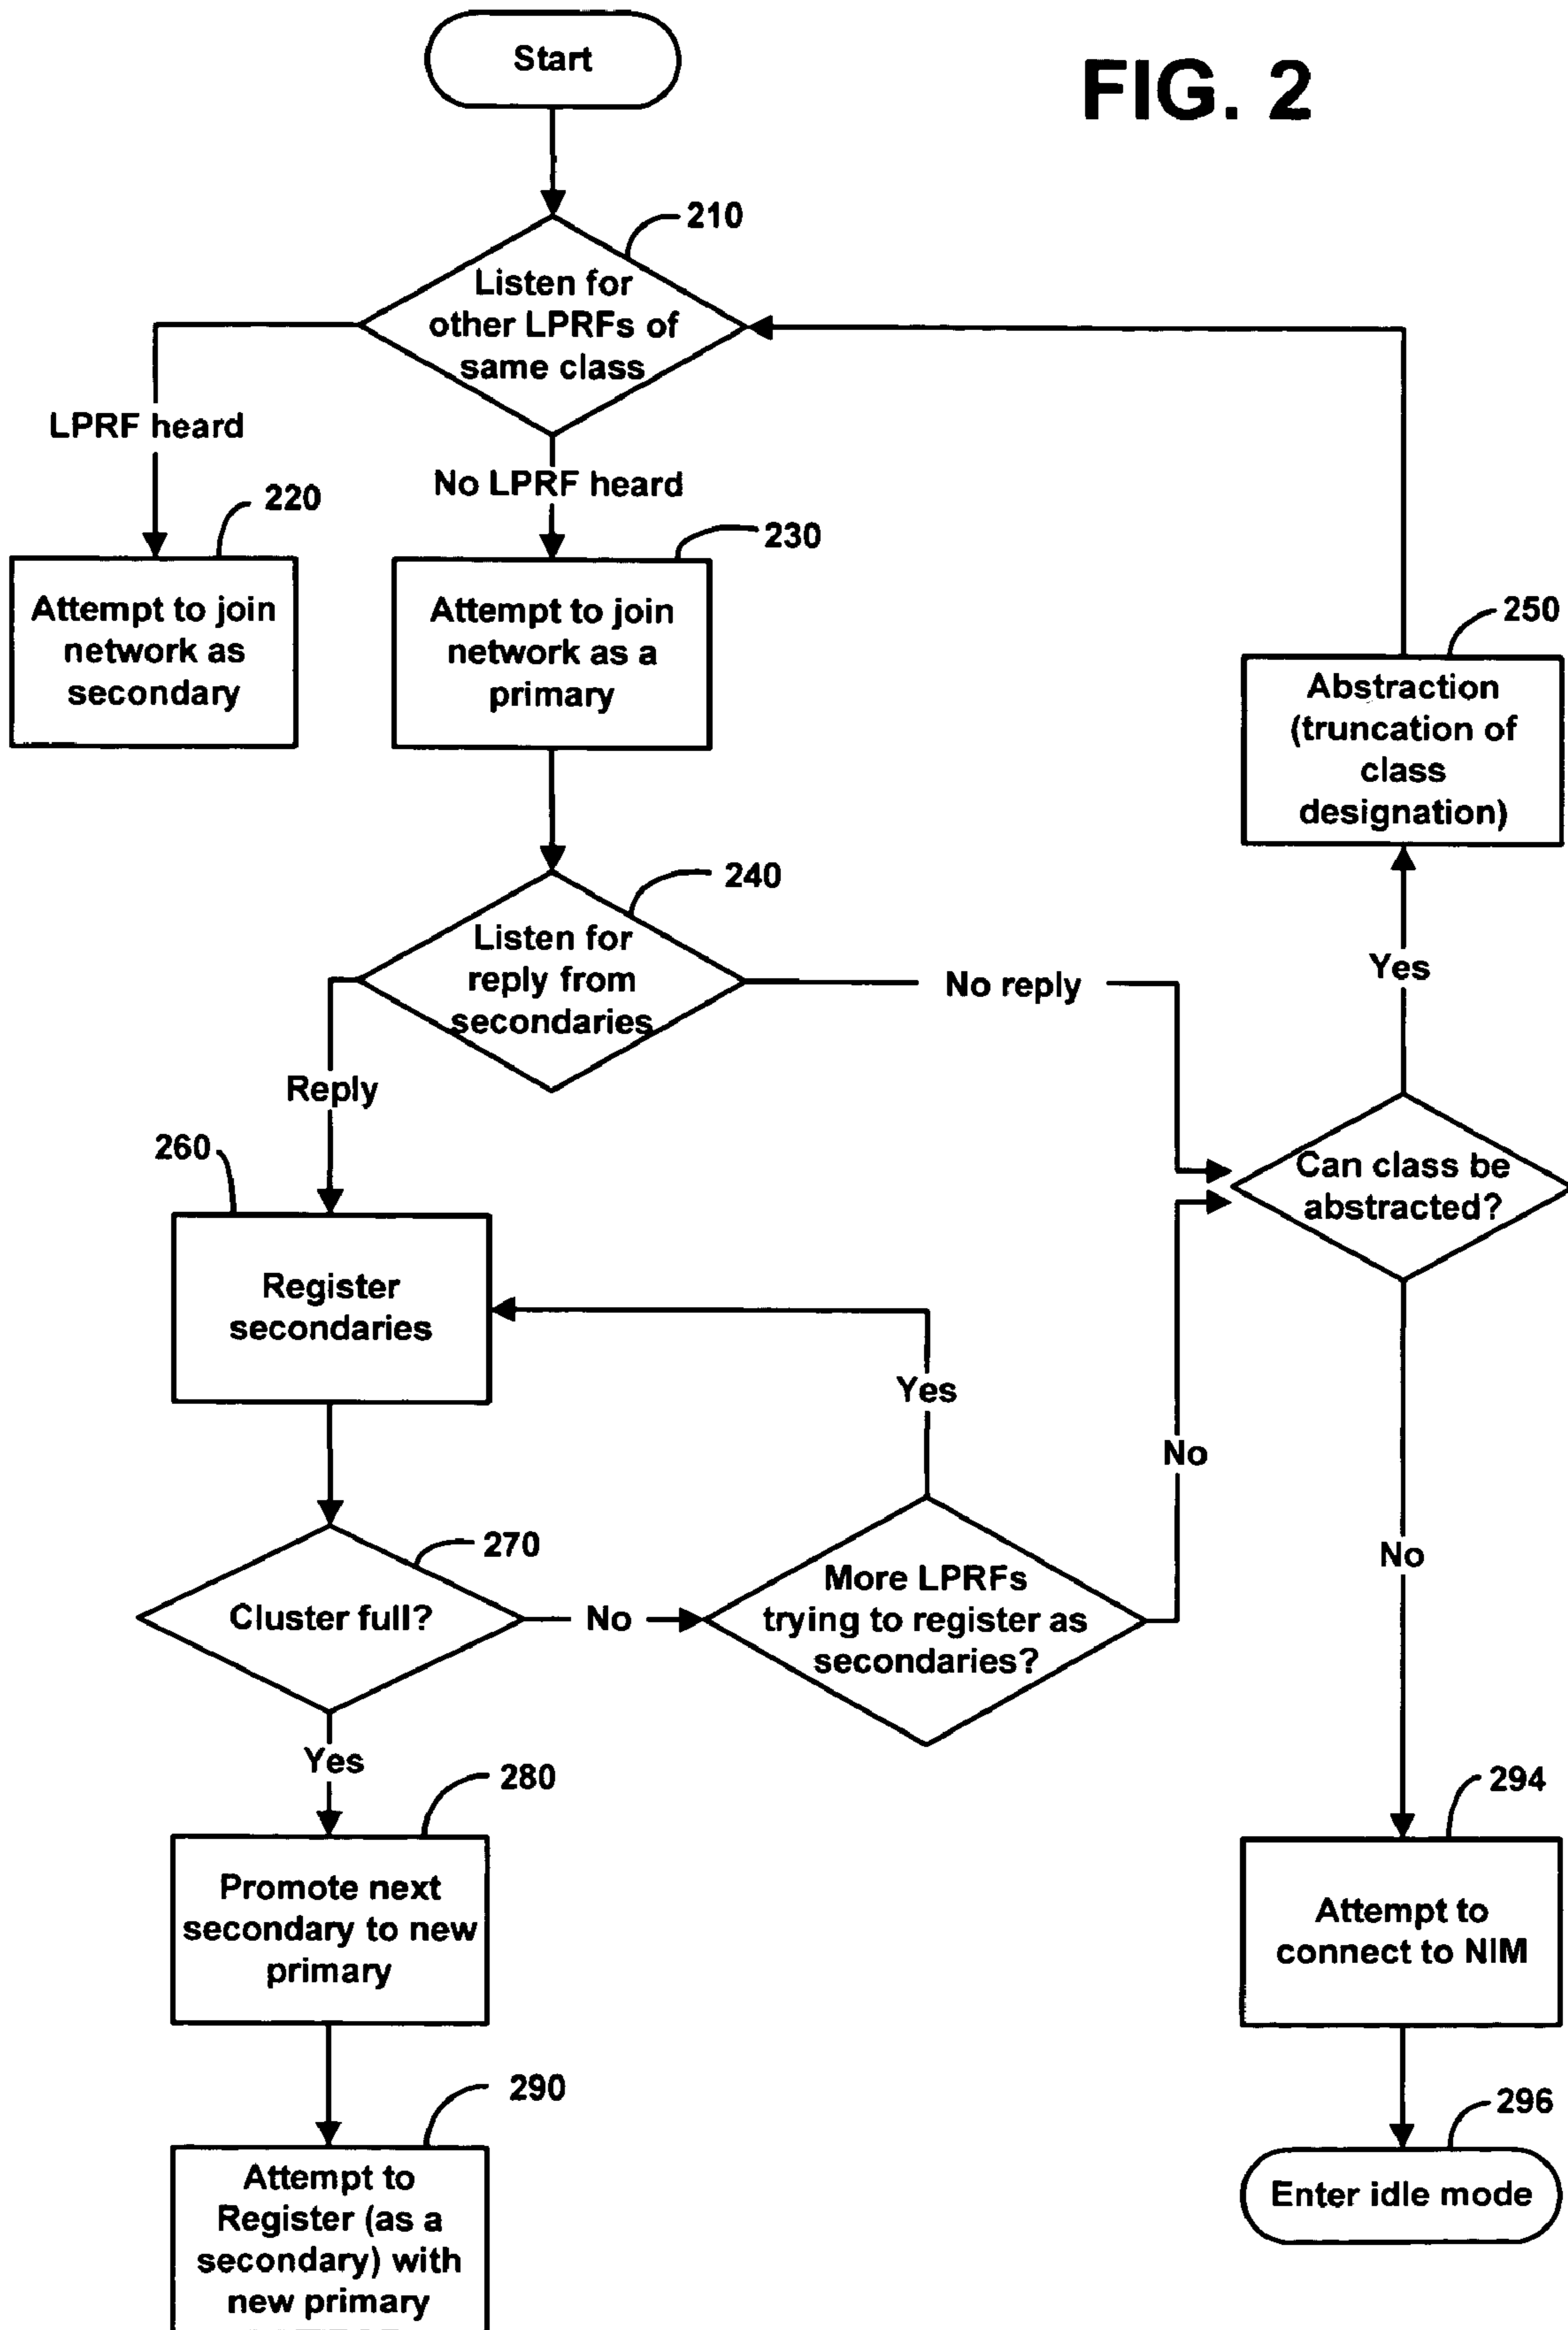 Start
FIG. 2
210
Listen for
other LPRFs of
same class
LPRF heard
No LPRF heard
220
230
Attempt to join
network as
secondary
Attempt to join
network as a
primary
250
Abstraction
(truncation of
class
designation)
240
Listen for
reply from
secondaries
No reply
Yes
Reply
260
Can class be
abstracted?
Register
secondaries
Yes
No
270
Cluster full?
No
More LPRFs
trying to register as
secondaries?
No
Yes
280
Promote next
secondary to new
primary
294
Attempt to
connect to NIM
290
Attempt to
Register (as a
secondary) with
new primary
296
Enter idle mode